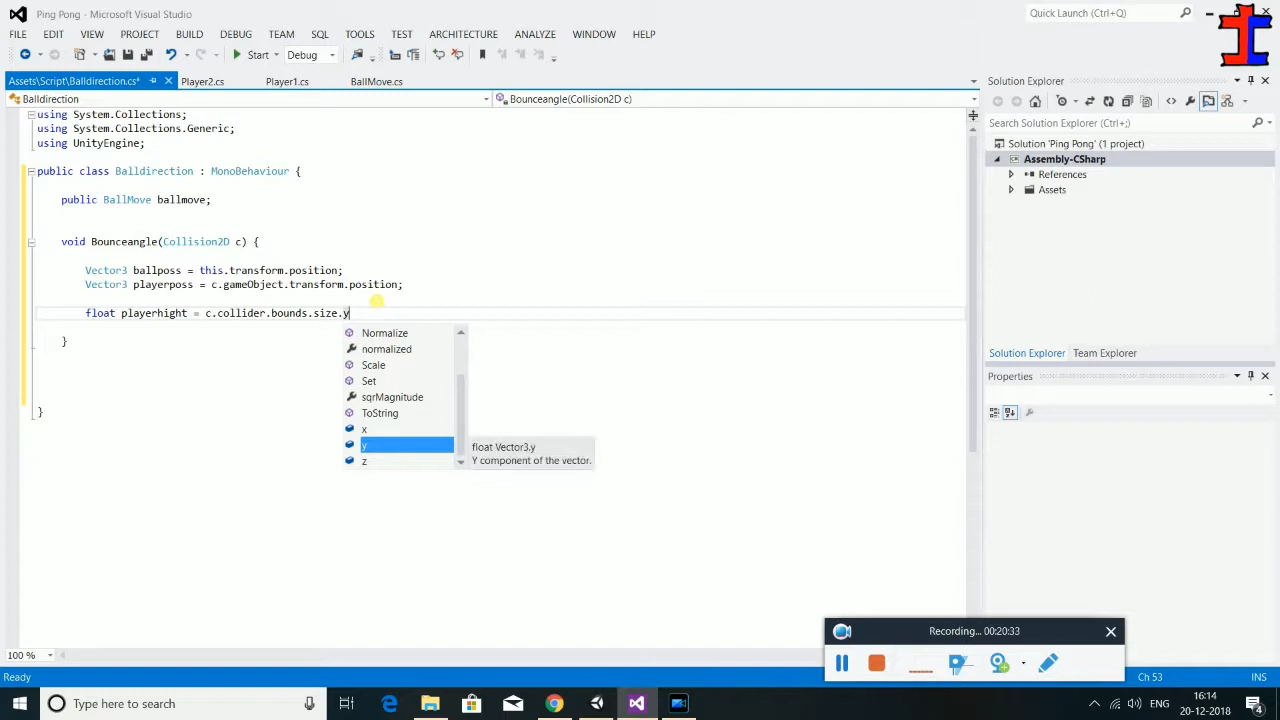 Ping Pong - Microsoft Visual Studio
Quick Launch (Ctrl+Q)
FILE EDIT VIEW PROJECT BUILD DEBUG TEAM SQL TOOLS TEST ARCHITECTURE ANALYZE WINDOW HELP
Start Debug
Assets\Script\Balldirection.cs* Player2.cs Player1.cs BallMove.cs
Balldirection Bounceangle(Collision2D c)
using System.Collections;
using System.Collections.Generic;
using UnityEngine;
public class Balldirection : MonoBehaviour {
public BallMove ballmove;
void Bounceangle(Collision2D c) {
Vector3 ballposs = this.transform.position;
Vector3 playerposs = c.gameObject.transform.position;
float playerhight = c.collider.bounds.size.y
}
}
Normalize
normalized
Scale
Set
sqrMagnitude
ToString
x
y
z
float Vector3.y
Y component of the vector.
Solution Explorer
Search Solution Explorer (Ctrl+;)
Solution 'Ping Pong' (1 project)
Assembly-CSharp
References
Assets
Solution Explorer Team Explorer
Properties
100 %
Recording... 00:20:33
Ready Ch 53 INS
Type here to search
ENG
16:14
20-12-2018
4